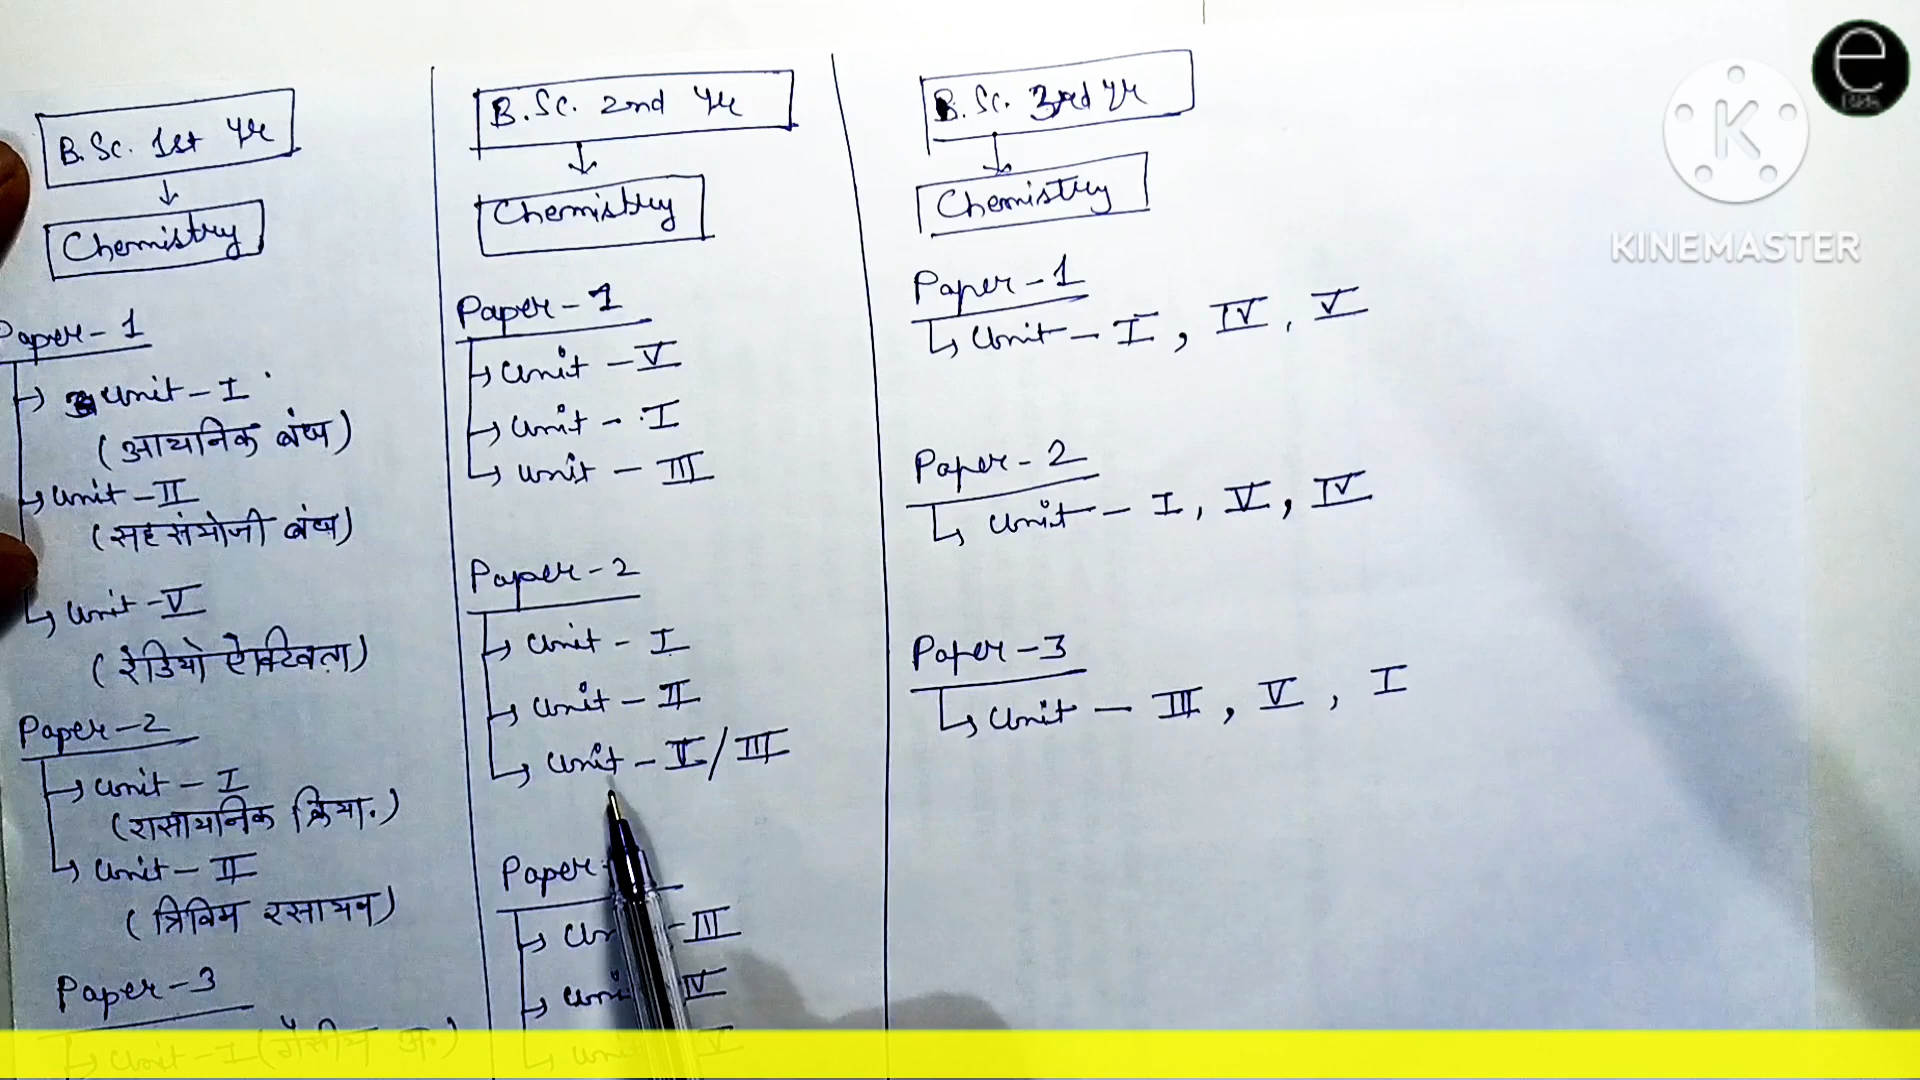 B.Sc. 1st Yr
Chemistry
Paper-1
Unit-I
(आयनिक बंध)
Unit-II
(सहसंयोजी बंध)
Unit-V
(रेडियो ऐक्टिवता)
Paper-2
Unit-I
(रासायनिक क्रिया.)
Unit-II
(त्रिविम रसायन)
Paper-3
Unit-I (गैसीय अ.)
B.Sc. 2nd Yr
Chemistry
Paper-1
Unit-V
Unit-I
Unit-III
Paper-2
Unit-I
Unit-II
Unit-V/III
Paper-
-III
IV
V
B.Sc. 3rd Yr
Chemistry
Paper-1
Unit-I, IV, V
Paper-2
Unit-I, V, IV
Paper-3
Unit-III, V, I
K
KINEMASTER
e